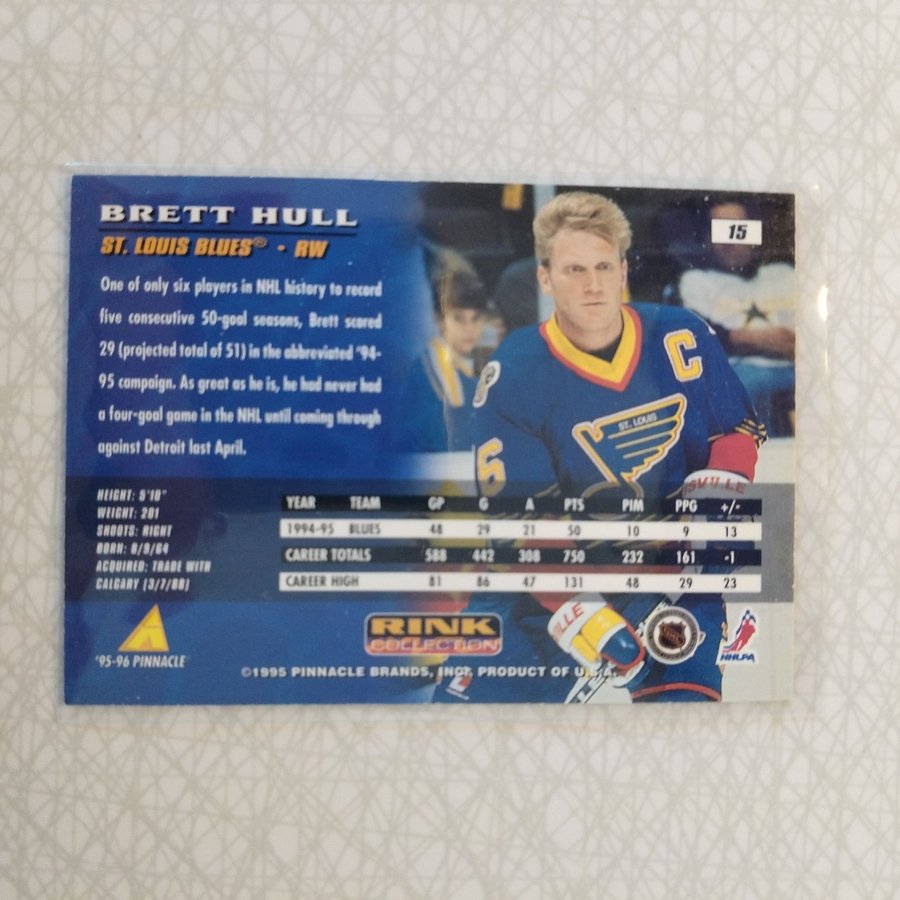 BRETT HULL
ST. LOUIS BLUES® • RW
15
One of only six players in NHL history to record
five consecutive 50-goal seasons, Brett scored
29 (projected total of 51) in the abbreviated '94-
95 campaign. As great as he is, he had never had
a four-goal game in the NHL until coming through
against Detroit last April.
C
ST. LOUIS
6
SVILLE
HEIGHT: 5'10"
WEIGHT: 201
SHOOTS: RIGHT
BORN: 8/9/64
ACQUIRED: TRADE WITH
CALGARY (3/7/88)
YEAR TEAM GP G A PTS PIM PPG +/-
1994-95 BLUES 48 29 21 50 10 9 13
CAREER TOTALS 588 442 308 750 232 161 -1
CAREER HIGH 81 86 47 131 48 29 23
VILLE
'95-96 PINNACLE
RINK
COLLECTION
NHL
NHLPA
©1995 PINNACLE BRANDS, INC. PRODUCT OF U.S.A.